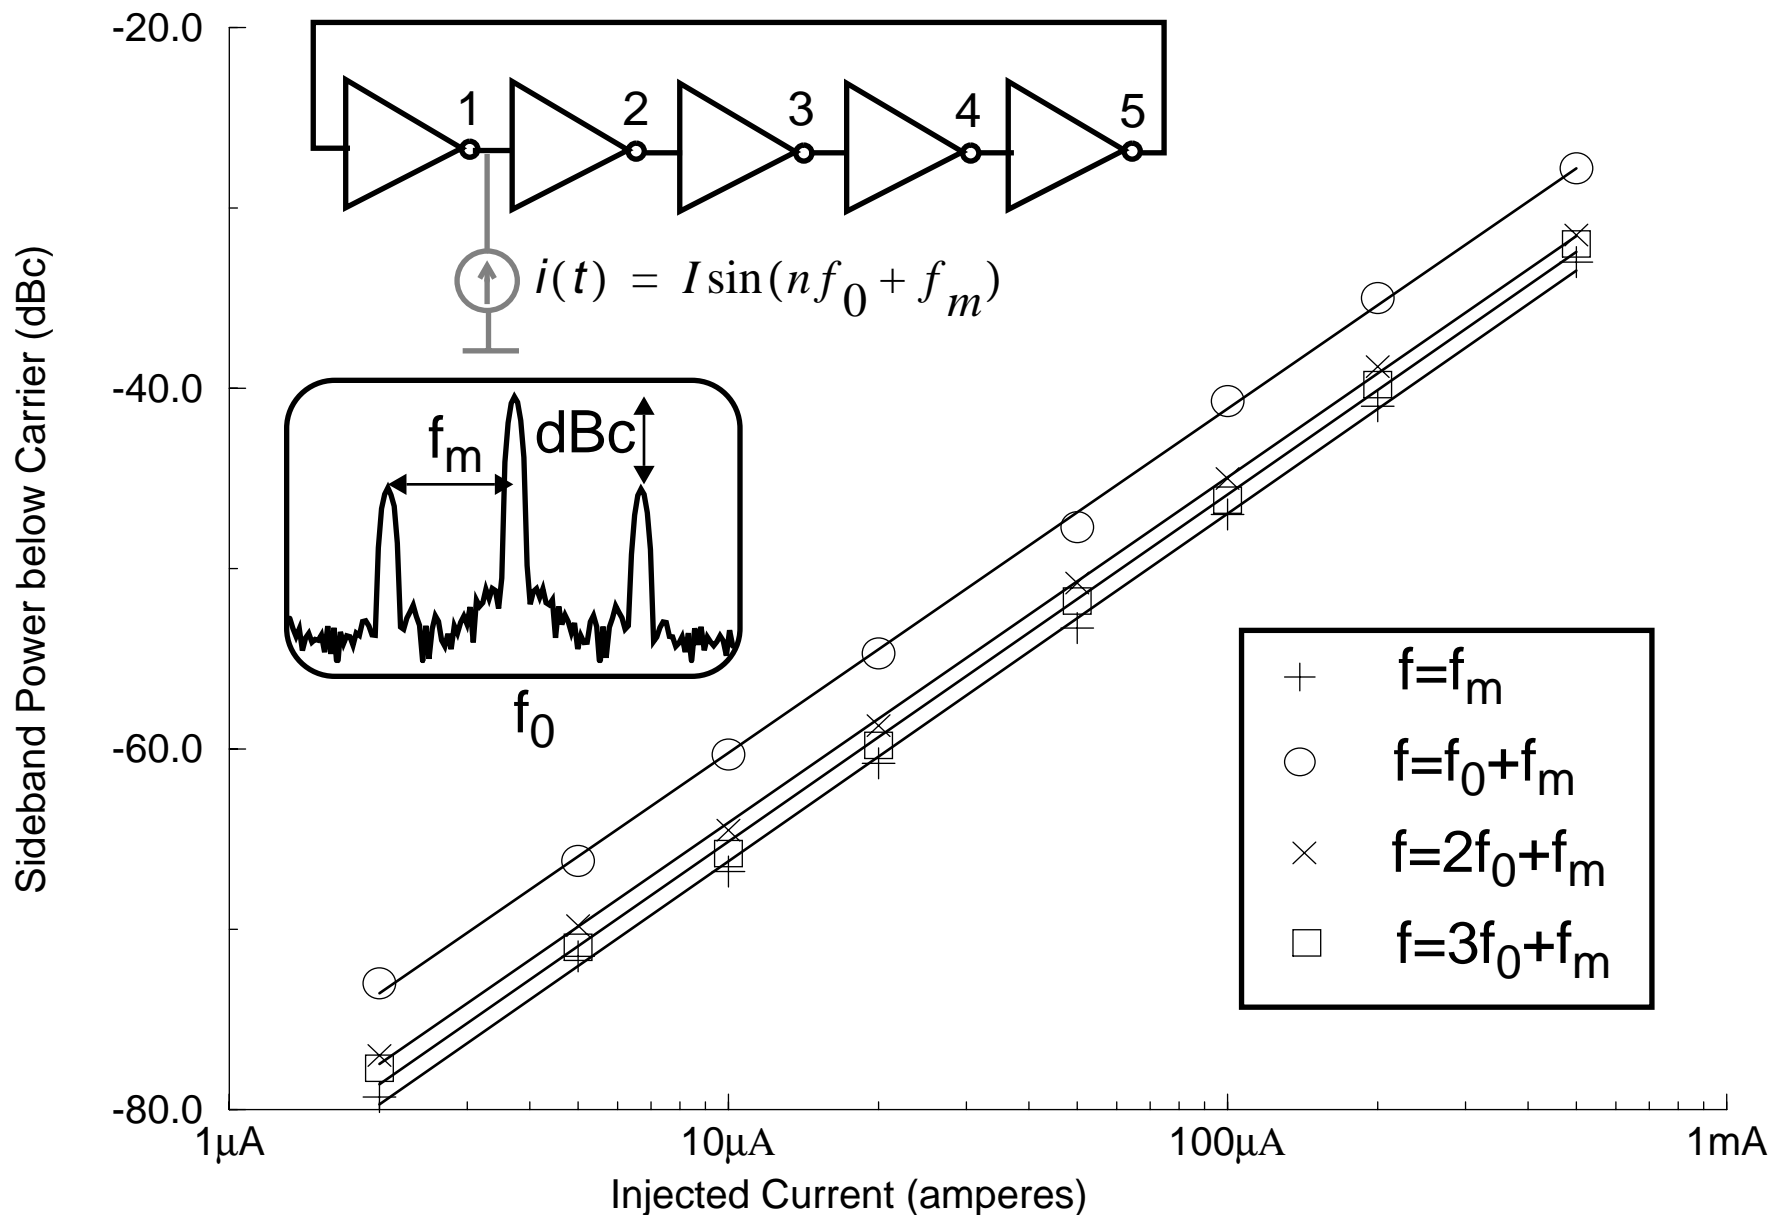 -20.0
1 2 3 4 5
i(t) = I sin(nf0 + fm)
Sideband Power below Carrier (dBc)
-40.0
fm
dBc
f0
-60.0
f=fm
f=f0+fm
f=2f0+fm
f=3f0+fm
-80.0
1μA 10μA 100μA 1mA
Injected Current (amperes)